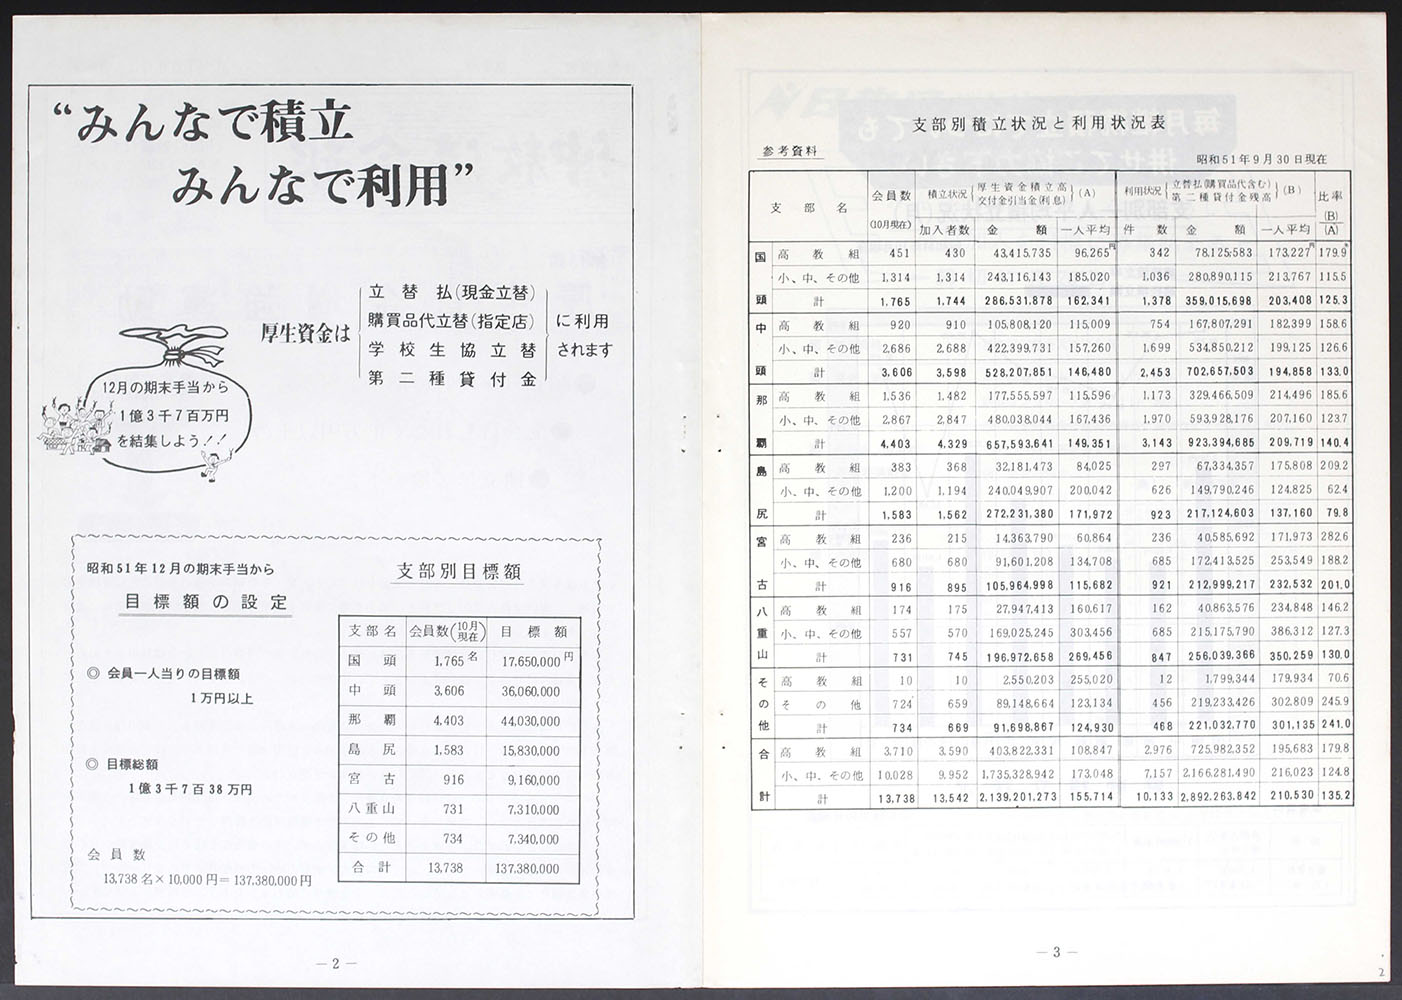 “みんなで積立
みんなで利用”
厚生資金は
立替払(現金立替)
購買品代立替(指定店)
学校生協立替
第二種貸付金
に利用
されます
12月の期末手当から
1億3千7百万円
を結集しよう!!
昭和51年12月の期末手当から
目標額の設定
◎ 会員一人当りの目標額
1万円以上
◎ 目標総額
1億3千7百38万円
会員数
13,738名×10,000円=137,380,000円
支部別目標額
支部名 会員数(10月現在) 目標額
国頭 1,765名 17,650,000円
中頭 3,606 36,060,000
那覇 4,403 44,030,000
島尻 1,583 15,830,000
宮古 916 9,160,000
八重山 731 7,310,000
その他 734 7,340,000
合計 13,738 137,380,000
— 2 —
支部別積立状況と利用状況表
参考資料
昭和51年9月30日現在
支部名 会員数(10月現在) 積立状況{厚生資金積立高 交付金引当金(利息)}(A) 利用状況{立替払(購買品代含む) 第二種貸付金残高}(B) 比率(B)/(A)
加入者数 金額 一人平均 件数 金額 一人平均
国頭 高教組 451 430 43,415,735 96,265円 342 78,125,583 173,227円 179.9%
小、中、その他 1,314 1,314 243,116,143 185,020 1,036 280,890,115 213,767 115.5
計 1,765 1,744 286,531,878 162,341 1,378 359,015,698 203,408 125.3
中頭 高教組 920 910 105,808,120 115,009 754 167,807,291 182,399 158.6
小、中、その他 2,686 2,688 422,399,731 157,260 1,699 534,850,212 199,125 126.6
計 3,606 3,598 528,207,851 146,480 2,453 702,657,503 194,858 133.0
那覇 高教組 1,536 1,482 177,555,597 115,596 1,173 329,466,509 214,496 185.6
小、中、その他 2,867 2,847 480,038,044 167,436 1,970 593,928,176 207,160 123.7
計 4,403 4,329 657,593,641 149,351 3,143 923,394,685 209,719 140.4
島尻 高教組 383 368 32,181,473 84,025 297 67,334,357 175,808 209.2
小、中、その他 1,200 1,194 240,049,907 200,042 626 149,790,246 124,825 62.4
計 1,583 1,562 272,231,380 171,972 923 217,124,603 137,160 79.8
宮古 高教組 236 215 14,363,790 60,864 236 40,585,692 171,973 282.6
小、中、その他 680 680 91,601,208 134,708 685 172,413,525 253,549 188.2
計 916 895 105,964,998 115,682 921 212,999,217 232,532 201.0
八重山 高教組 174 175 27,947,413 160,617 162 40,863,576 234,848 146.2
小、中、その他 557 570 169,025,245 303,456 685 215,175,790 386,312 127.3
計 731 745 196,972,658 269,456 847 256,039,366 350,259 130.0
その他 高教組 10 10 2,550,203 255,020 12 1,799,344 179,934 70.6
その他 724 659 89,148,664 123,134 456 219,233,426 302,809 245.9
計 734 669 91,698,867 124,930 468 221,032,770 301,135 241.0
合計 高教組 3,710 3,590 403,822,331 108,847 2,976 725,982,352 195,683 179.8
小、中、その他 10,028 9,952 1,735,328,942 173,048 7,157 2,166,281,490 216,023 124.8
計 13,738 13,542 2,139,201,273 155,714 10,133 2,892,263,842 210,530 135.2
— 3 —
2